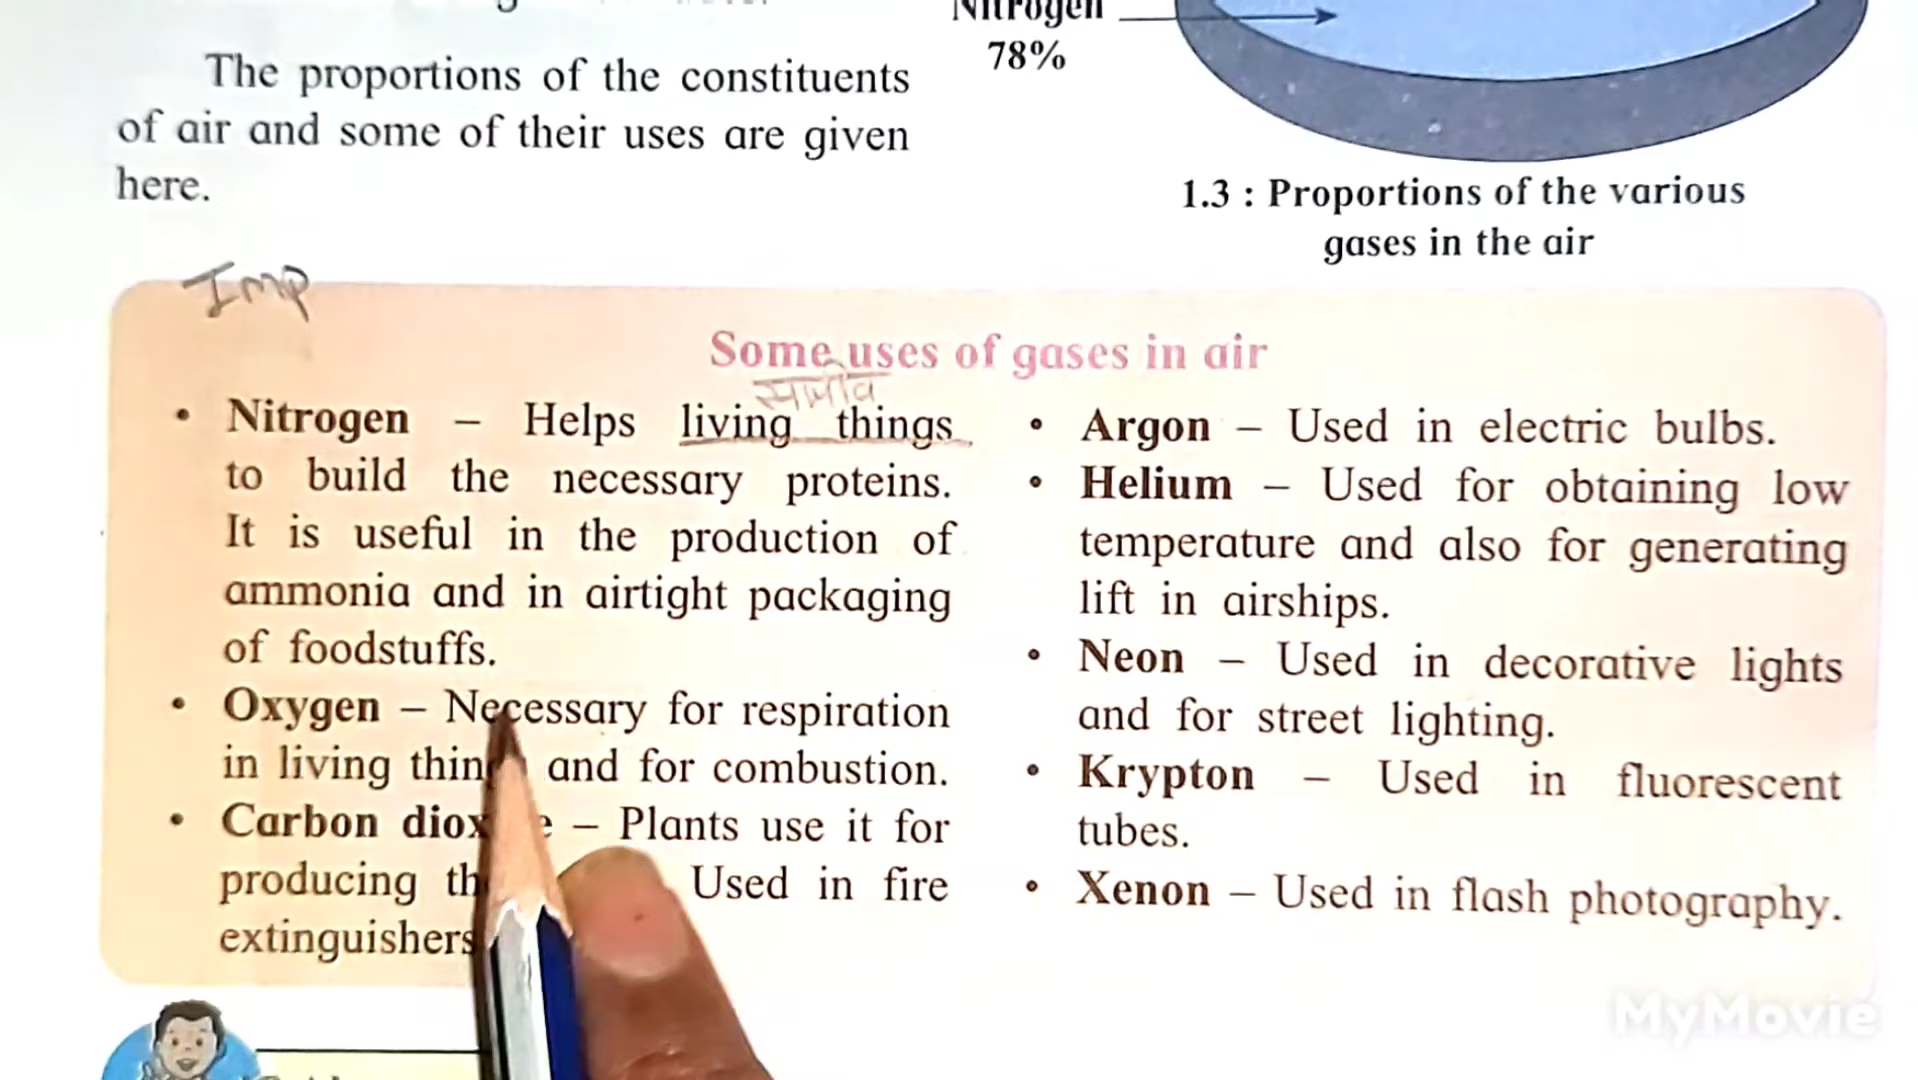 Nitrogen
78%
The proportions of the constituents
of air and some of their uses are given
here.
1.3 : Proportions of the various
gases in the air
Imp
Some uses of gases in air
सजीव
• Nitrogen – Helps living things
to build the necessary proteins.
It is useful in the production of
ammonia and in airtight packaging
of foodstuffs.
• Oxygen – Necessary for respiration
in living and for combustion.
• Carbon – Plants use it for
producing Used in fire
extinguishers
• Argon – Used in electric bulbs.
• Helium – Used for obtaining low
temperature and also for generating
lift in airships.
• Neon – Used in decorative lights
and for street lighting.
• Krypton – Used in fluorescent
tubes.
• Xenon – Used in flash photography.
MyMovie